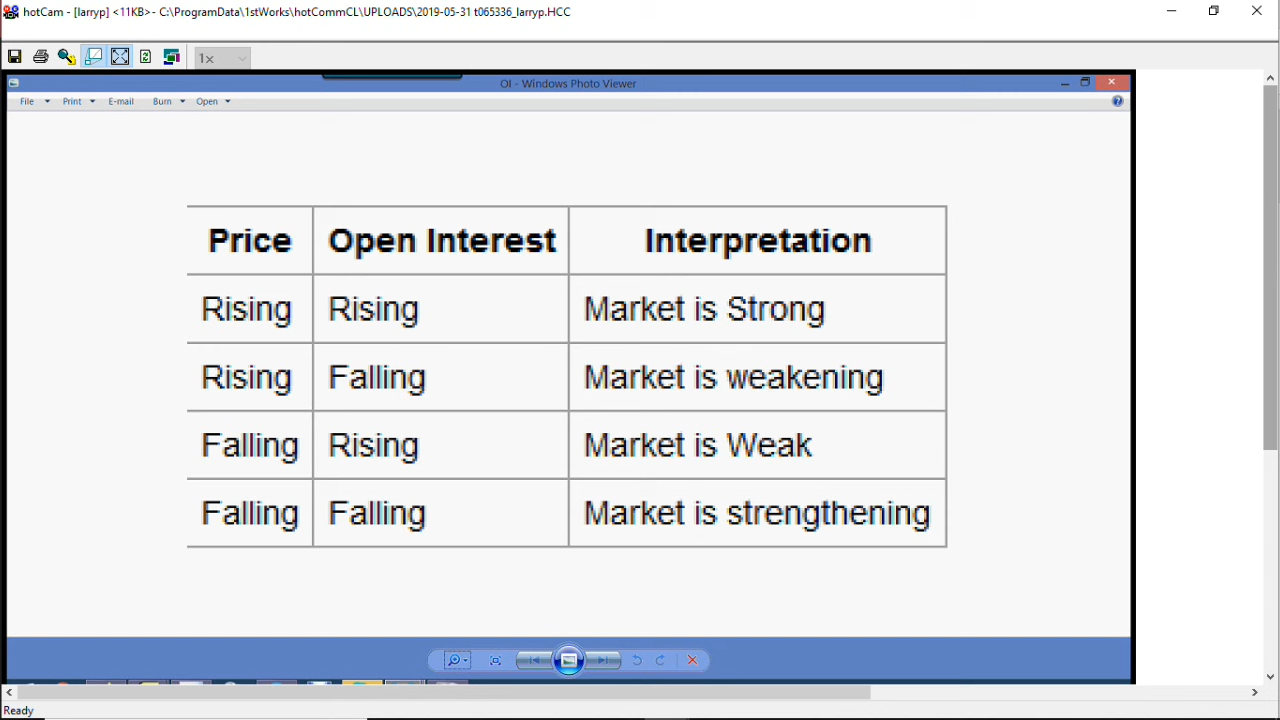 hotCam - [larryp] <11KB>- C:\ProgramData\1stWorks\hotCommCL\UPLOADS\2019-05-31 t065336_larryp.HCC
1x
OI - Windows Photo Viewer
File Print E-mail Burn Open
Price Open Interest Interpretation
Rising Rising Market is Strong
Rising Falling Market is weakening
Falling Rising Market is Weak
Falling Falling Market is strengthening
Ready